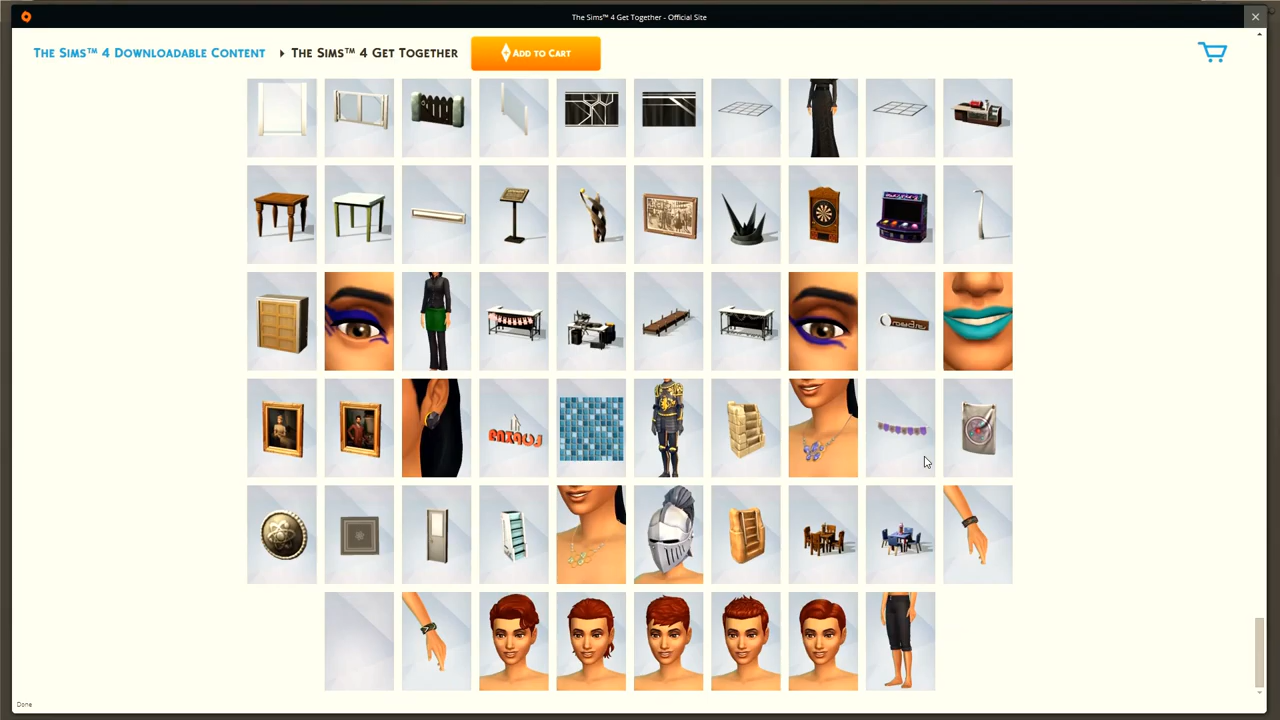 The Sims™ 4 Get Together - Official Site
The Sims™ 4 Downloadable Content
The Sims™ 4 Get Together
Add to Cart
Done